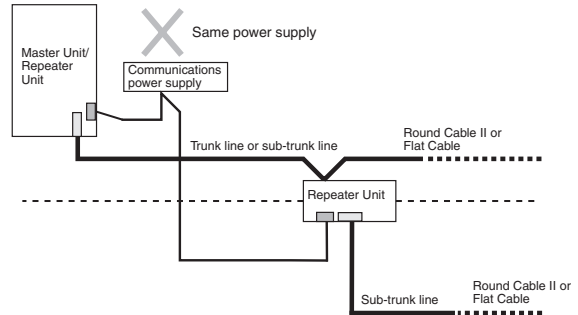 Same power supply
Master Unit/
Repeater
Unit
Communications
power supply
Trunk line or sub-trunk line
Round Cable II or
Flat Cable
Repeater Unit
Sub-trunk line
Round Cable II or
Flat Cable